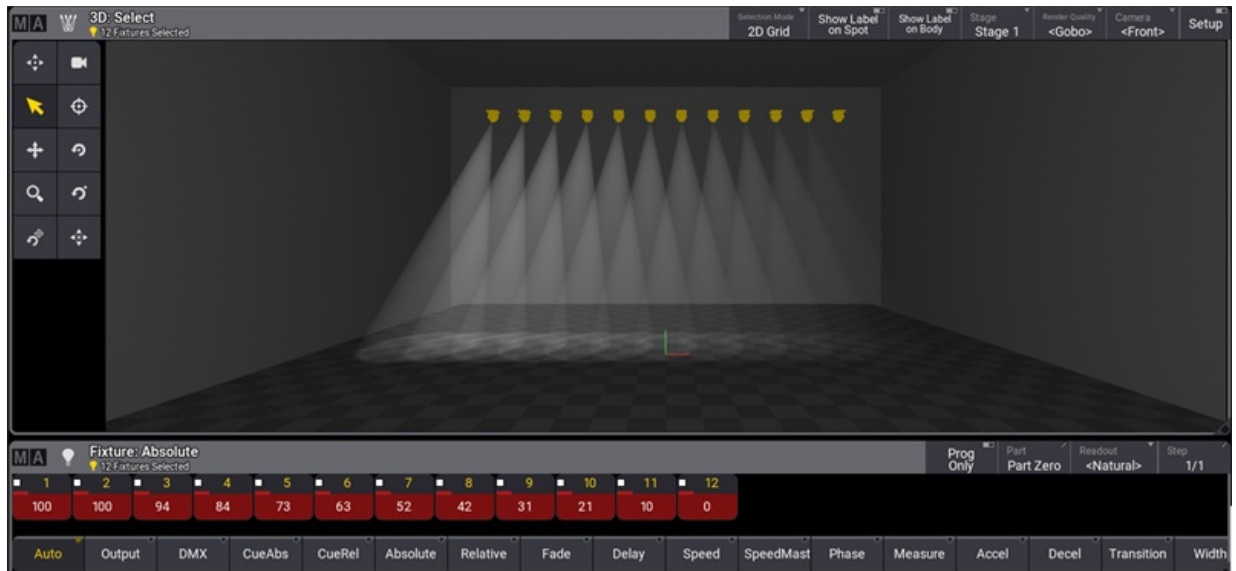 MA 3D: Select
12 Fixtures Selected
Selection Mode
2D Grid
Show Label
on Spot
Show Label
on Body
Stage
Stage 1
Render Quality
<Gobo>
Camera
<Front>
Setup
MA Fixture: Absolute
12 Fixtures Selected
Prog
Only
Part
Part Zero
Readout
<Natural>
Step
1/1
1 2 3 4 5 6 7 8 9 10 11 12
100 100 94 84 73 63 52 42 31 21 10 0
Auto Output DMX CueAbs CueRel Absolute Relative Fade Delay Speed SpeedMast Phase Measure Accel Decel Transition Width